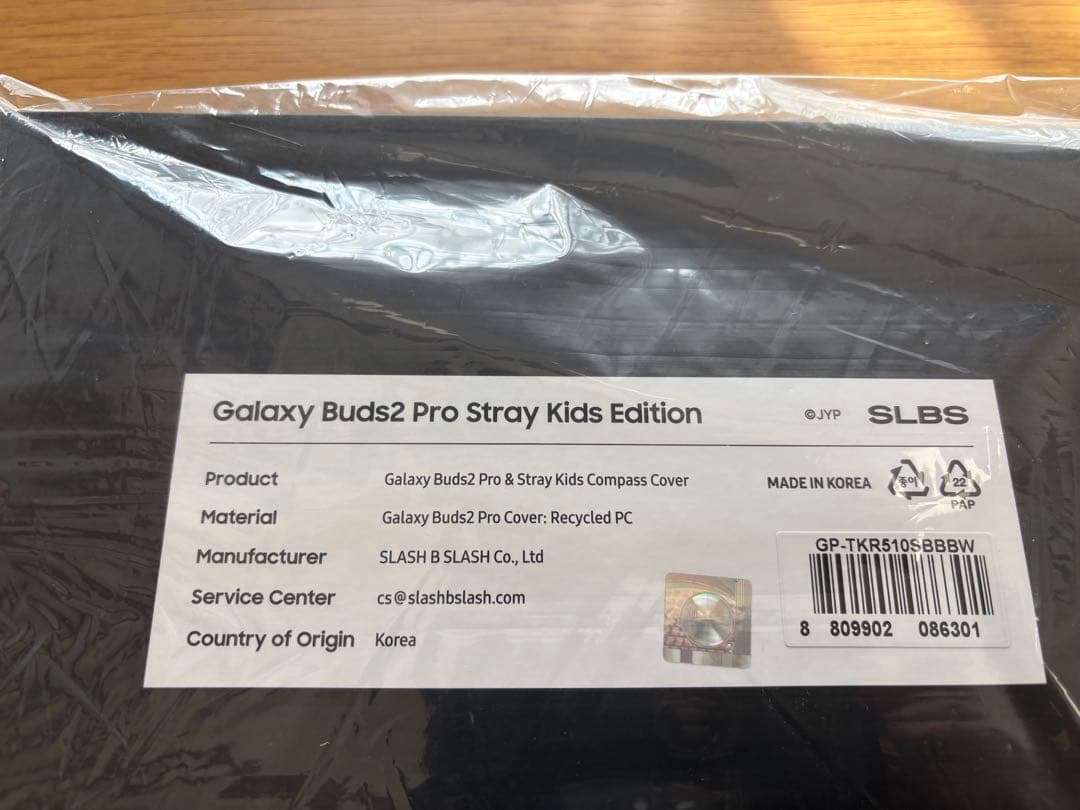 Galaxy Buds2 Pro Stray Kids Edition ©JYP SLBS
Product Galaxy Buds2 Pro & Stray Kids Compass Cover
MADE IN KOREA 종이 22
PAP
Material Galaxy Buds2 Pro Cover: Recycled PC
Manufacturer SLASH B SLASH Co., Ltd
GP-TKR510SBBBW
Service Center cs@slashbslash.com
8 809902 086301
Country of Origin Korea